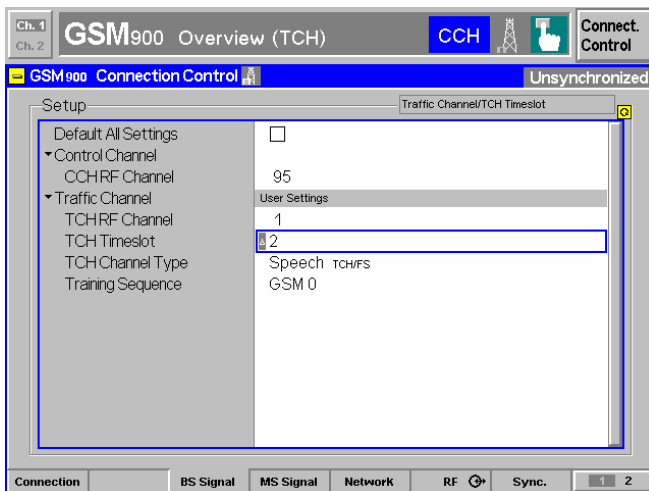 Ch. 1
Ch. 2
GSM900 Overview (TCH)
CCH
Connect.
Control
GSM900 Connection Control
Unsynchronized
Setup
Traffic Channel/TCH Timeslot
Default All Settings
Control Channel
CCH RF Channel 95
Traffic Channel User Settings
TCH RF Channel 1
TCH Timeslot 2
TCH Channel Type Speech TCH/FS
Training Sequence GSM 0
Connection BS Signal MS Signal Network RF Sync. 1 2